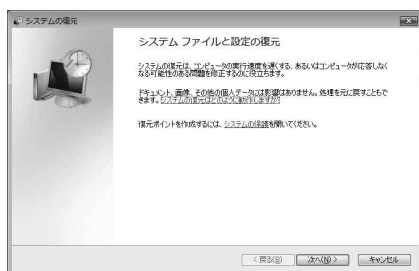 システムの復元
システム ファイルと設定の復元
システムの復元は、コンピュータの実行速度を遅くする、あるいはコンピュータが応答しなく
なる可能性のある問題を修正するのに役立ちます。
ドキュメント、画像、その他の個人データには影響はありません。処理を元に戻すこともで
きます。システムの復元はどのように動作しますか?
復元ポイントを作成するには、システムの保護を開いてください。
< 戻る(B)
次へ(N) >
キャンセル